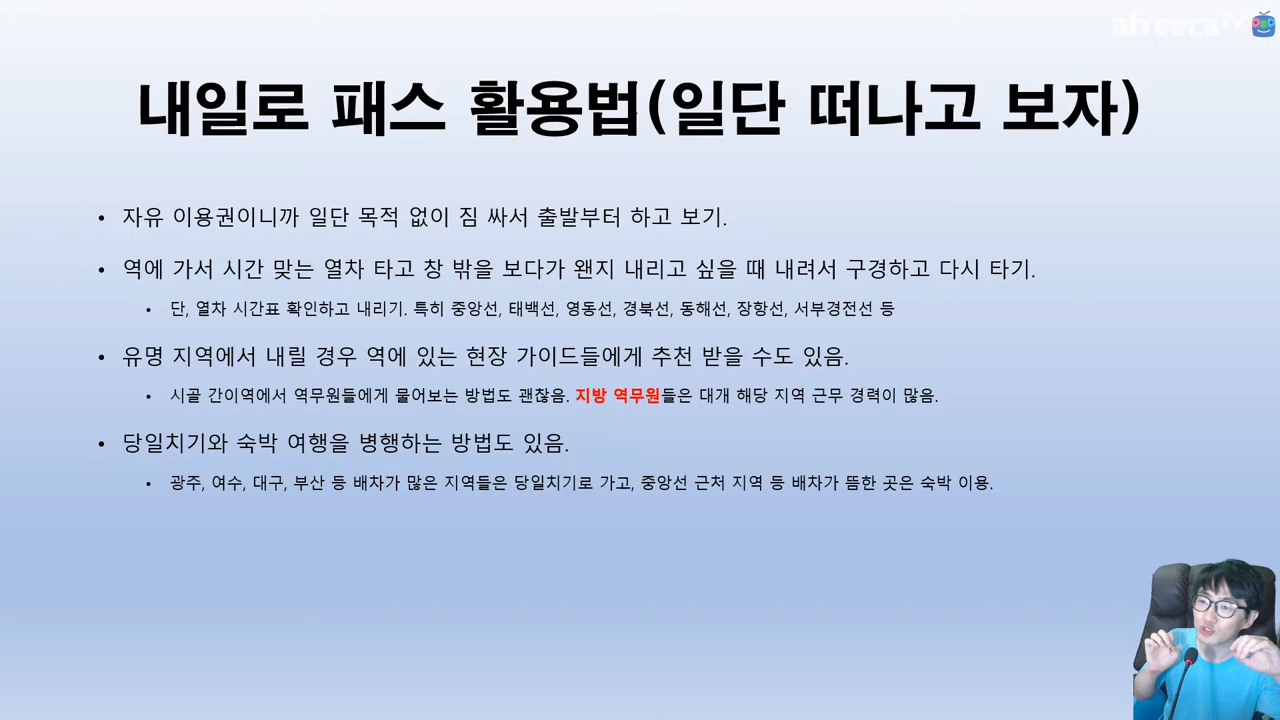 afreecaTV
내일로 패스 활용법(일단 떠나고 보자)
• 자유 이용권이니까 일단 목적 없이 짐 싸서 출발부터 하고 보기.
• 역에 가서 시간 맞는 열차 타고 창 밖을 보다가 왠지 내리고 싶을 때 내려서 구경하고 다시 타기.
• 단, 열차 시간표 확인하고 내리기. 특히 중앙선, 태백선, 영동선, 경북선, 동해선, 장항선, 서부경전선 등
• 유명 지역에서 내릴 경우 역에 있는 현장 가이드들에게 추천 받을 수도 있음.
• 시골 간이역에서 역무원들에게 물어보는 방법도 괜찮음. 지방 역무원들은 대개 해당 지역 근무 경력이 많음.
• 당일치기와 숙박 여행을 병행하는 방법도 있음.
• 광주, 여수, 대구, 부산 등 배차가 많은 지역들은 당일치기로 가고, 중앙선 근처 지역 등 배차가 뜸한 곳은 숙박 이용.